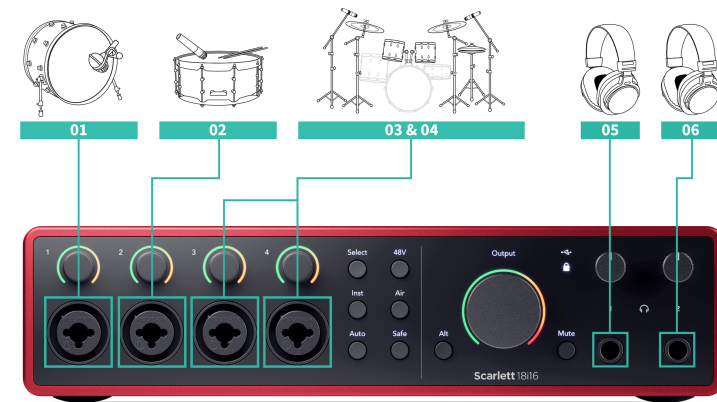 01
02
03 & 04
05
06
1
2
3
4
Select
48V
Output
Inst
Air
Auto
Safe
Alt
Mute
2
Scarlett 18i16